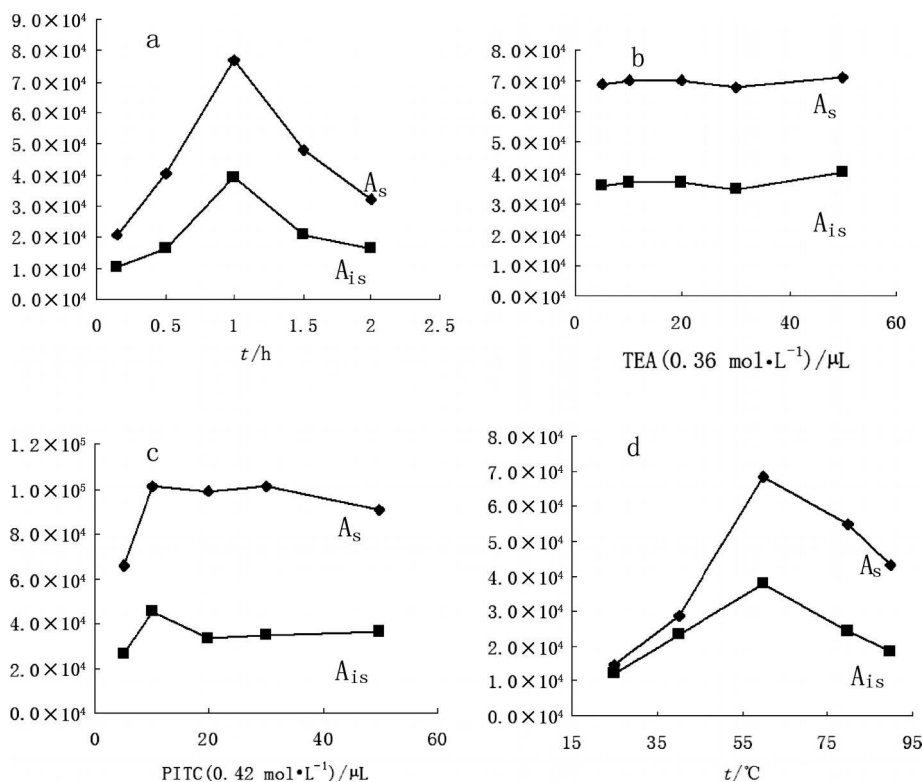 a
9.0×10⁴
8.0×10⁴
7.0×10⁴
6.0×10⁴
5.0×10⁴
4.0×10⁴
3.0×10⁴
2.0×10⁴
1.0×10⁴
0.0×10⁴
As
Ais
0 0.5 1 1.5 2 2.5
t/h
b
8.0×10⁴
7.0×10⁴
6.0×10⁴
5.0×10⁴
4.0×10⁴
3.0×10⁴
2.0×10⁴
1.0×10⁴
0.0×10⁴
As
Ais
0 20 40 60
TEA(0.36 mol•L⁻¹)/μL
c
1.2×10⁵
1.0×10⁵
8.0×10⁴
6.0×10⁴
4.0×10⁴
2.0×10⁴
0.0×10⁴
As
Ais
0 20 40 60
PITC(0.42 mol•L⁻¹)/μL
d
8.0×10⁴
7.0×10⁴
6.0×10⁴
5.0×10⁴
4.0×10⁴
3.0×10⁴
2.0×10⁴
1.0×10⁴
0.0×10⁴
As
Ais
15 35 55 75 95
t/℃